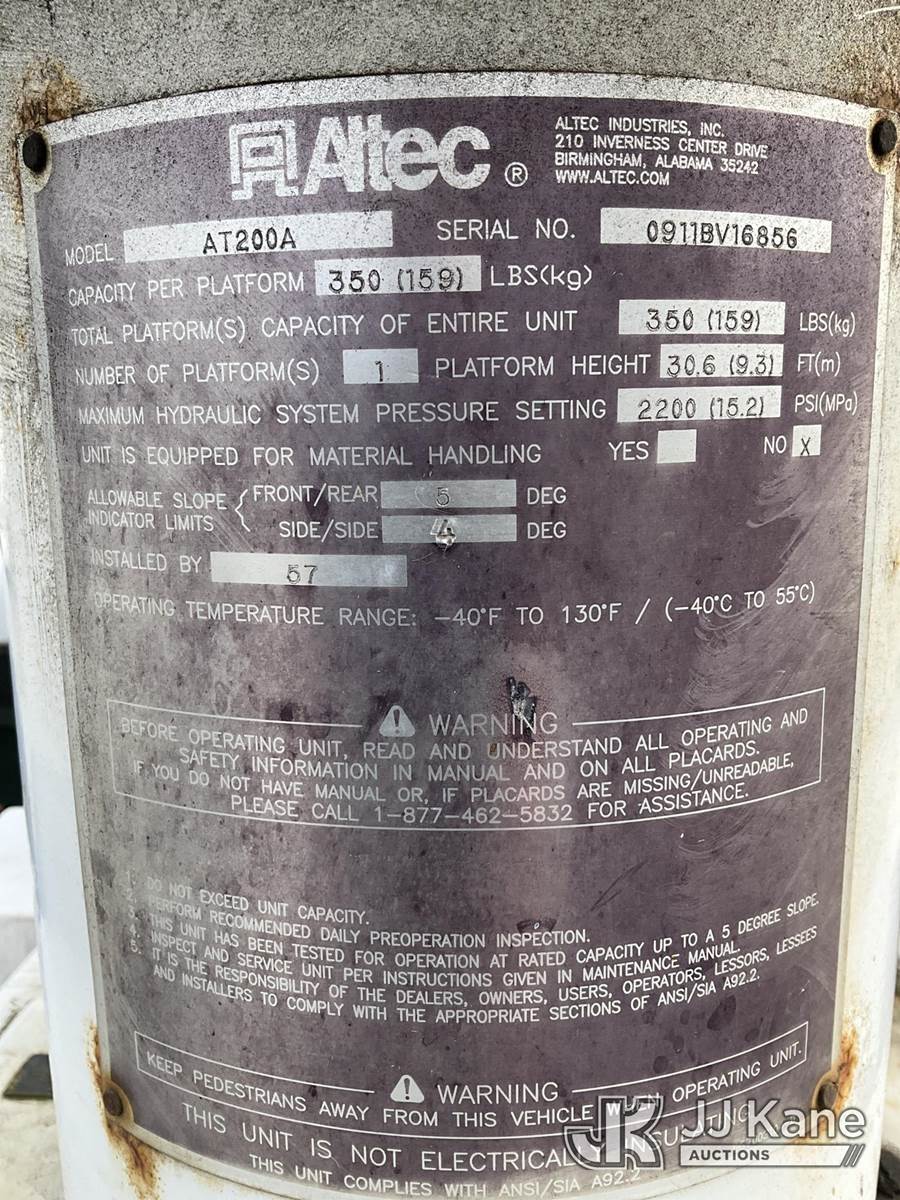 Altec ®
ALTEC INDUSTRIES, INC.
210 INVERNESS CENTER DRIVE
BIRMINGHAM, ALABAMA 35242
WWW.ALTEC.COM
MODEL AT200A SERIAL NO. 0911BV16856
CAPACITY PER PLATFORM 350 (159) LBS(kg)
TOTAL PLATFORM(S) CAPACITY OF ENTIRE UNIT 350 (159) LBS(kg)
NUMBER OF PLATFORM(S) 1 PLATFORM HEIGHT 30.6 (9.3) FT(m)
MAXIMUM HYDRAULIC SYSTEM PRESSURE SETTING 2200 (15.2) PSI(MPa)
UNIT IS EQUIPPED FOR MATERIAL HANDLING YES NO X
ALLOWABLE SLOPE INDICATOR LIMITS
FRONT/REAR 5 DEG
SIDE/SIDE DEG
INSTALLED BY 57
OPERATING TEMPERATURE RANGE: -40°F TO 130°F / (-40°C TO 55°C)
WARNING
BEFORE OPERATING UNIT, READ AND UNDERSTAND ALL OPERATING AND
SAFETY INFORMATION IN MANUAL AND ON ALL PLACARDS.
IF YOU DO NOT HAVE MANUAL OR, IF PLACARDS ARE MISSING/UNREADABLE,
PLEASE CALL 1-877-462-5832 FOR ASSISTANCE.
1. DO NOT EXCEED UNIT CAPACITY.
2. PERFORM RECOMMENDED DAILY PREOPERATION INSPECTION.
3. THIS UNIT HAS BEEN TESTED FOR OPERATION AT RATED CAPACITY UP TO A 5 DEGREE SLOPE.
4. INSPECT AND SERVICE UNIT PER INSTRUCTIONS GIVEN IN MAINTENANCE MANUAL.
5. IT IS THE RESPONSIBILITY OF THE DEALERS, OWNERS, USERS, OPERATORS, LESSORS, LESSEES
AND INSTALLERS TO COMPLY WITH THE APPROPRIATE SECTIONS OF ANSI/SIA A92.2.
WARNING
KEEP PEDESTRIANS AWAY FROM THIS VEHICLE WHEN OPERATING UNIT.
THIS UNIT IS NOT ELECTRICALLY INSULATING
THIS UNIT COMPLIES WITH ANSI/SIA A92.2
JK JJ Kane
AUCTIONS